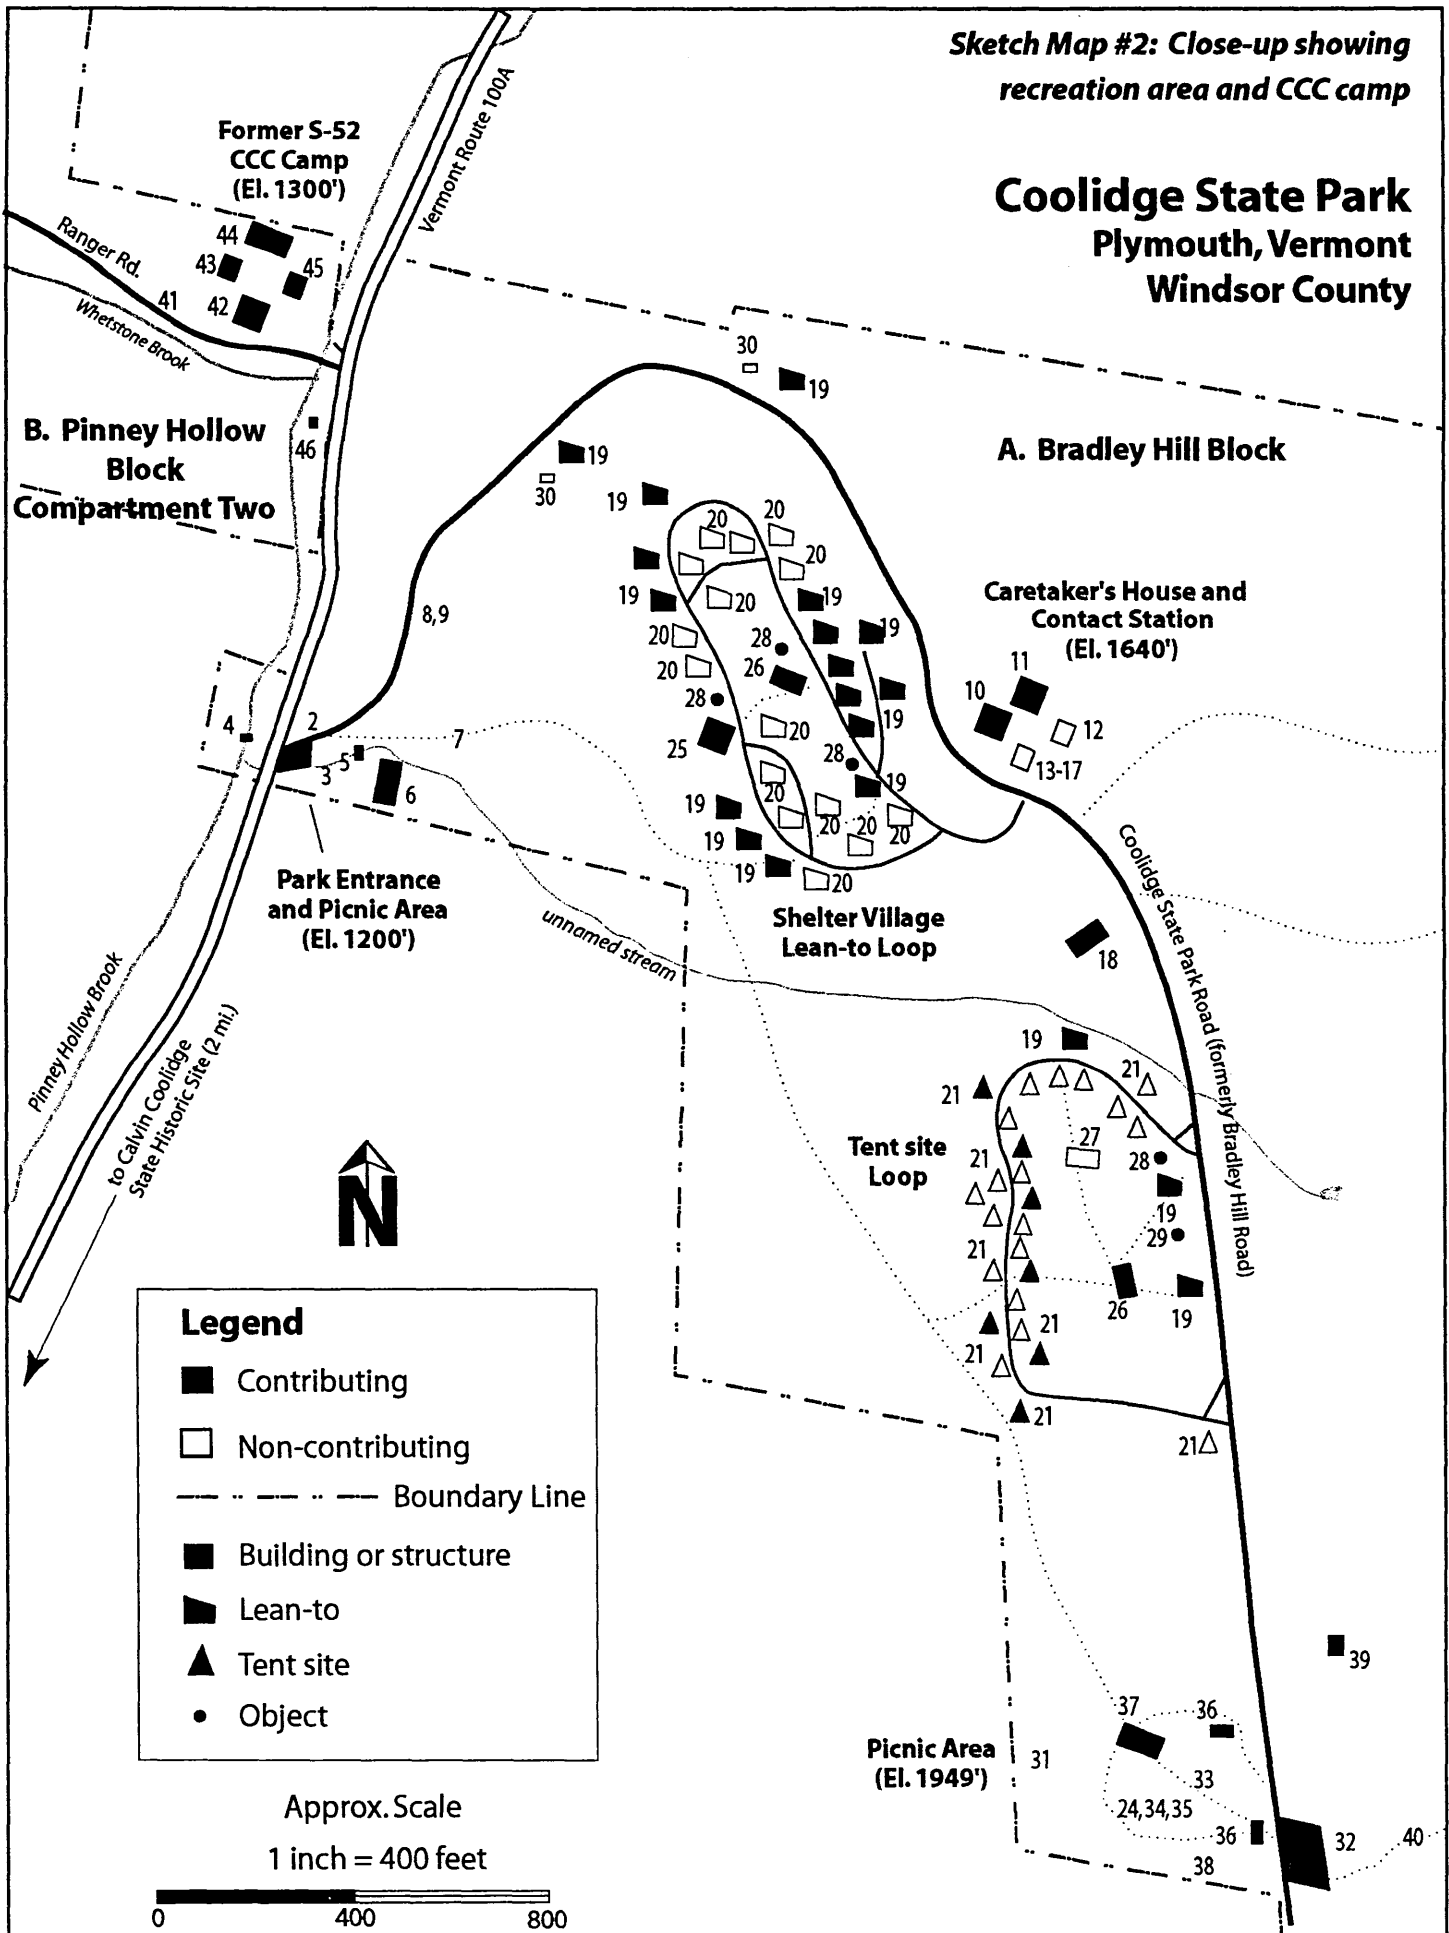 Sketch Map #2: Close-up showing
recreation area and CCC camp
Coolidge State Park
Plymouth, Vermont
Windsor County
Former S-52
CCC Camp
(El. 1300')
Vermont Route 100A
44
43
45
42
41
Ranger Rd.
Whetstone Brook
B. Pinney Hollow
Block
Compartment Two
46
30
19
A. Bradley Hill Block
19
30
19
20
20
20
19
20
19
8,9
20
20
28
26
19
28
25
20
19
28
19
20
19
20
20
20
19
19
20
Caretaker's House and
Contact Station
(El. 1640')
11
10
12
13-17
4
2
3
5
6
7
Park Entrance
and Picnic Area
(El. 1200')
Shelter Village
Lean-to Loop
unnamed stream
18
Coolidge State Park Road (formerly Bradley Hill Road)
Pinney Hollow Brook
to Calvin Coolidge
State Historic Site (2 mi.)
N
19
21
21
Tent site
Loop
27
28
21
19
29
21
26
19
21
21
21
21
Legend
Contributing
Non-contributing
Boundary Line
Building or structure
Lean-to
Tent site
Object
Approx. Scale
1 inch = 400 feet
0 400 800
39
37
36
Picnic Area
(El. 1949')
31
33
24,34,35
36
32
40
38